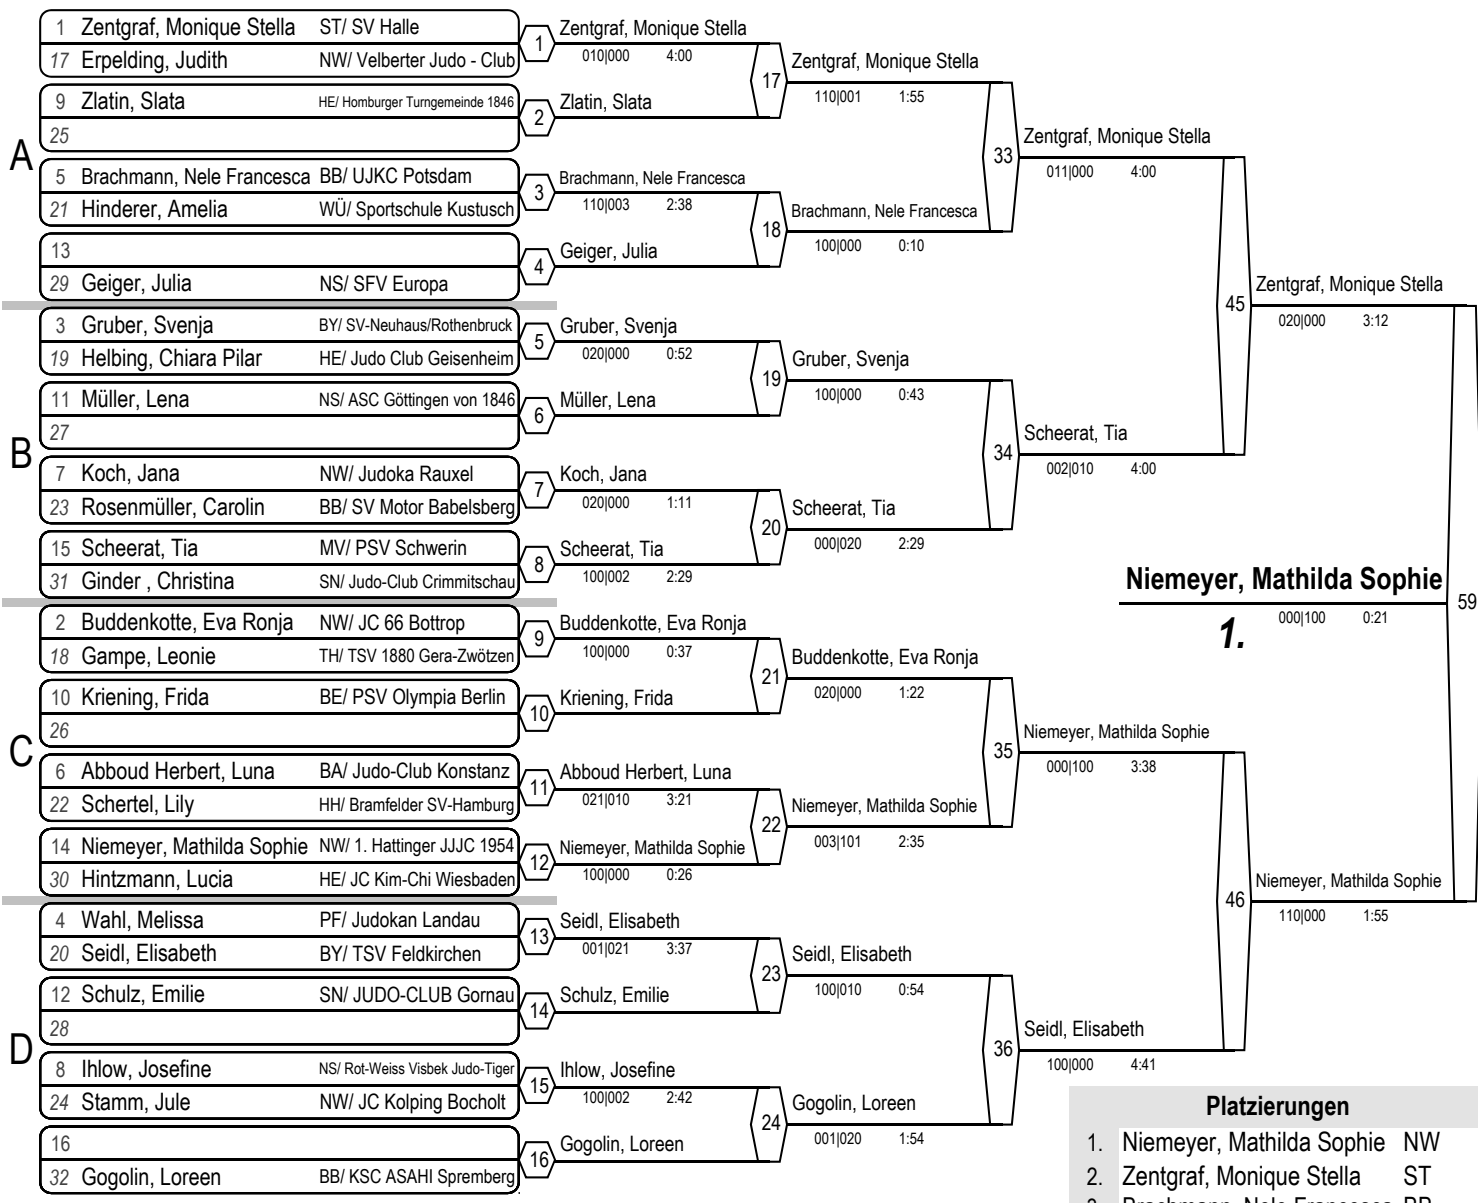 1 Zentgraf, Monique Stella ST/ SV Halle
17 Erpelding, Judith NW/ Velberter Judo - Club
1
Zentgraf, Monique Stella
010|000 4:00
9 Zlatin, Slata HE/ Homburger Turngemeinde 1846
25
2
Zlatin, Slata
17
Zentgraf, Monique Stella
110|001 1:55
A
5 Brachmann, Nele Francesca BB/ UJKC Potsdam
21 Hinderer, Amelia WÜ/ Sportschule Kustusch
3
Brachmann, Nele Francesca
110|003 2:38
13
29 Geiger, Julia NS/ SFV Europa
4
Geiger, Julia
18
Brachmann, Nele Francesca
100|000 0:10
33
Zentgraf, Monique Stella
011|000 4:00
3 Gruber, Svenja BY/ SV-Neuhaus/Rothenbruck
19 Helbing, Chiara Pilar HE/ Judo Club Geisenheim
5
Gruber, Svenja
020|000 0:52
11 Müller, Lena NS/ ASC Göttingen von 1846
27
6
Müller, Lena
19
Gruber, Svenja
100|000 0:43
B
7 Koch, Jana NW/ Judoka Rauxel
23 Rosenmüller, Carolin BB/ SV Motor Babelsberg
7
Koch, Jana
020|000 1:11
15 Scheerat, Tia MV/ PSV Schwerin
31 Ginder , Christina SN/ Judo-Club Crimmitschau
8
Scheerat, Tia
100|002 2:29
20
Scheerat, Tia
000|020 2:29
34
Scheerat, Tia
002|010 4:00
45
Zentgraf, Monique Stella
020|000 3:12
2 Buddenkotte, Eva Ronja NW/ JC 66 Bottrop
18 Gampe, Leonie TH/ TSV 1880 Gera-Zwötzen
9
Buddenkotte, Eva Ronja
100|000 0:37
10 Kriening, Frida BE/ PSV Olympia Berlin
26
10
Kriening, Frida
21
Buddenkotte, Eva Ronja
020|000 1:22
C
6 Abboud Herbert, Luna BA/ Judo-Club Konstanz
22 Schertel, Lily HH/ Bramfelder SV-Hamburg
11
Abboud Herbert, Luna
021|010 3:21
14 Niemeyer, Mathilda Sophie NW/ 1. Hattinger JJJC 1954
30 Hintzmann, Lucia HE/ JC Kim-Chi Wiesbaden
12
Niemeyer, Mathilda Sophie
100|000 0:26
22
Niemeyer, Mathilda Sophie
003|101 2:35
35
Niemeyer, Mathilda Sophie
000|100 3:38
4 Wahl, Melissa PF/ Judokan Landau
20 Seidl, Elisabeth BY/ TSV Feldkirchen
13
Seidl, Elisabeth
001|021 3:37
12 Schulz, Emilie SN/ JUDO-CLUB Gornau
28
14
Schulz, Emilie
23
Seidl, Elisabeth
100|010 0:54
D
8 Ihlow, Josefine NS/ Rot-Weiss Visbek Judo-Tiger
24 Stamm, Jule NW/ JC Kolping Bocholt
15
Ihlow, Josefine
100|002 2:42
16
32 Gogolin, Loreen BB/ KSC ASAHI Spremberg
16
Gogolin, Loreen
24
Gogolin, Loreen
001|020 1:54
36
Seidl, Elisabeth
100|000 4:41
46
Niemeyer, Mathilda Sophie
110|000 1:55
59
Niemeyer, Mathilda Sophie
1. 000|100 0:21
Platzierungen
1. Niemeyer, Mathilda Sophie NW
2. Zentgraf, Monique Stella ST
3. Brachmann, Nele Francesca BB